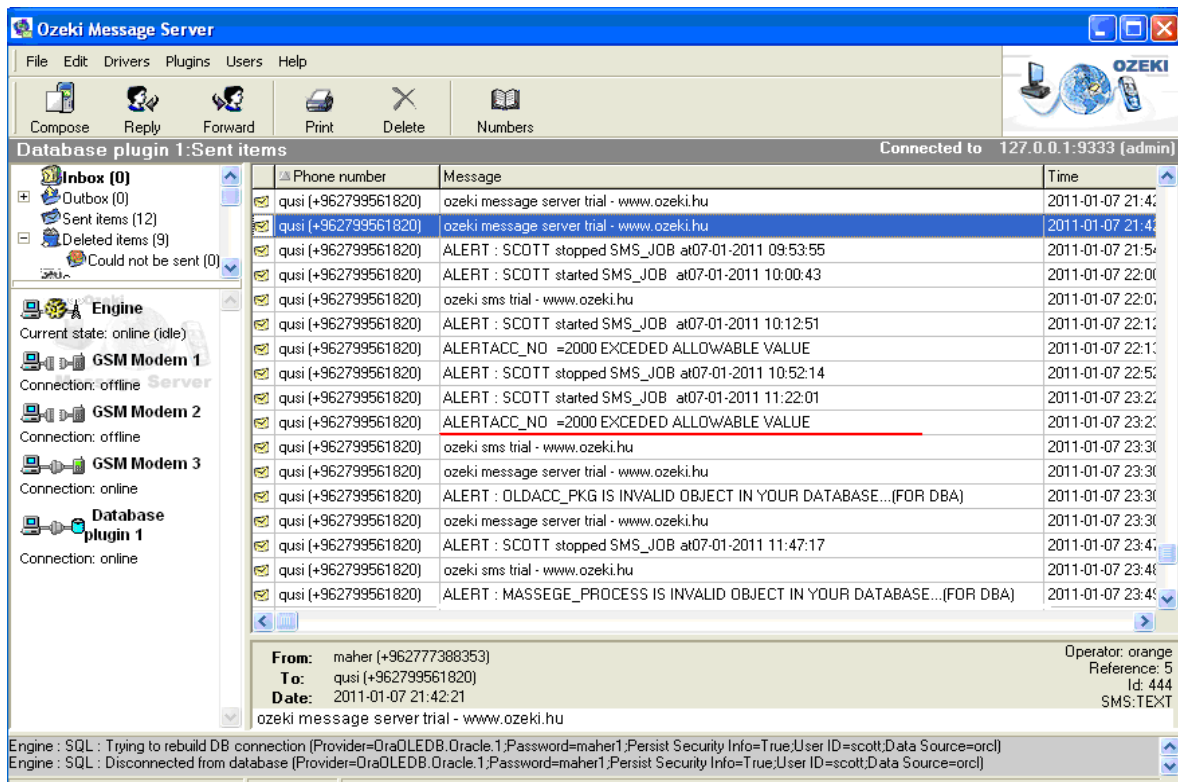 Ozeki Message Server
File Edit Drivers Plugins Users Help
OZEKI
Compose Reply Forward Print Delete Numbers
Database plugin 1:Sent items Connected to 127.0.0.1:9333 (admin)
Inbox (0)
Outbox (0)
Sent items (12)
Deleted items (9)
Could not be sent (0)
Engine
Current state: online (idle)
GSM Modem 1
Connection: offline
GSM Modem 2
Connection: offline
GSM Modem 3
Connection: online
Database plugin 1
Connection: online
Phone number Message Time
qusi (+962799561820) ozeki message server trial - www.ozeki.hu 2011-01-07 21:42
qusi (+962799561820) ozeki message server trial - www.ozeki.hu 2011-01-07 21:42
qusi (+962799561820) ALERT : SCOTT stopped SMS_JOB at07-01-2011 09:53:55 2011-01-07 21:54
qusi (+962799561820) ALERT : SCOTT started SMS_JOB at07-01-2011 10:00:43 2011-01-07 22:00
qusi (+962799561820) ozeki sms trial - www.ozeki.hu 2011-01-07 22:07
qusi (+962799561820) ALERT : SCOTT started SMS_JOB at07-01-2011 10:12:51 2011-01-07 22:12
qusi (+962799561820) ALERTACC_NO =2000 EXCEDED ALLOWABLE VALUE 2011-01-07 22:13
qusi (+962799561820) ALERT : SCOTT stopped SMS_JOB at07-01-2011 10:52:14 2011-01-07 22:52
qusi (+962799561820) ALERT : SCOTT started SMS_JOB at07-01-2011 11:22:01 2011-01-07 23:22
qusi (+962799561820) ALERTACC_NO =2000 EXCEDED ALLOWABLE VALUE 2011-01-07 23:23
qusi (+962799561820) ozeki sms trial - www.ozeki.hu 2011-01-07 23:30
qusi (+962799561820) ozeki message server trial - www.ozeki.hu 2011-01-07 23:30
qusi (+962799561820) ALERT : OLDACC_PKG IS INVALID OBJECT IN YOUR DATABASE...(FOR DBA) 2011-01-07 23:30
qusi (+962799561820) ozeki message server trial - www.ozeki.hu 2011-01-07 23:30
qusi (+962799561820) ALERT : SCOTT stopped SMS_JOB at07-01-2011 11:47:17 2011-01-07 23:47
qusi (+962799561820) ozeki sms trial - www.ozeki.hu 2011-01-07 23:48
qusi (+962799561820) ALERT : MASSEGE_PROCESS IS INVALID OBJECT IN YOUR DATABASE...(FOR DBA) 2011-01-07 23:49
From: maher (+962777388353)
To: qusi (+962799561820)
Date: 2011-01-07 21:42:21
Operator: orange
Reference: 5
Id: 444
SMS:TEXT
ozeki message server trial - www.ozeki.hu
Engine : SQL : Trying to rebuild DB connection (Provider=OraOLEDB.Oracle.1;Password=maher1;Persist Security Info=True;User ID=scott;Data Source=orcl)
Engine : SQL : Disconnected from database (Provider=OraOLEDB.Oracle.1;Password=maher1;Persist Security Info=True;User ID=scott;Data Source=orcl)